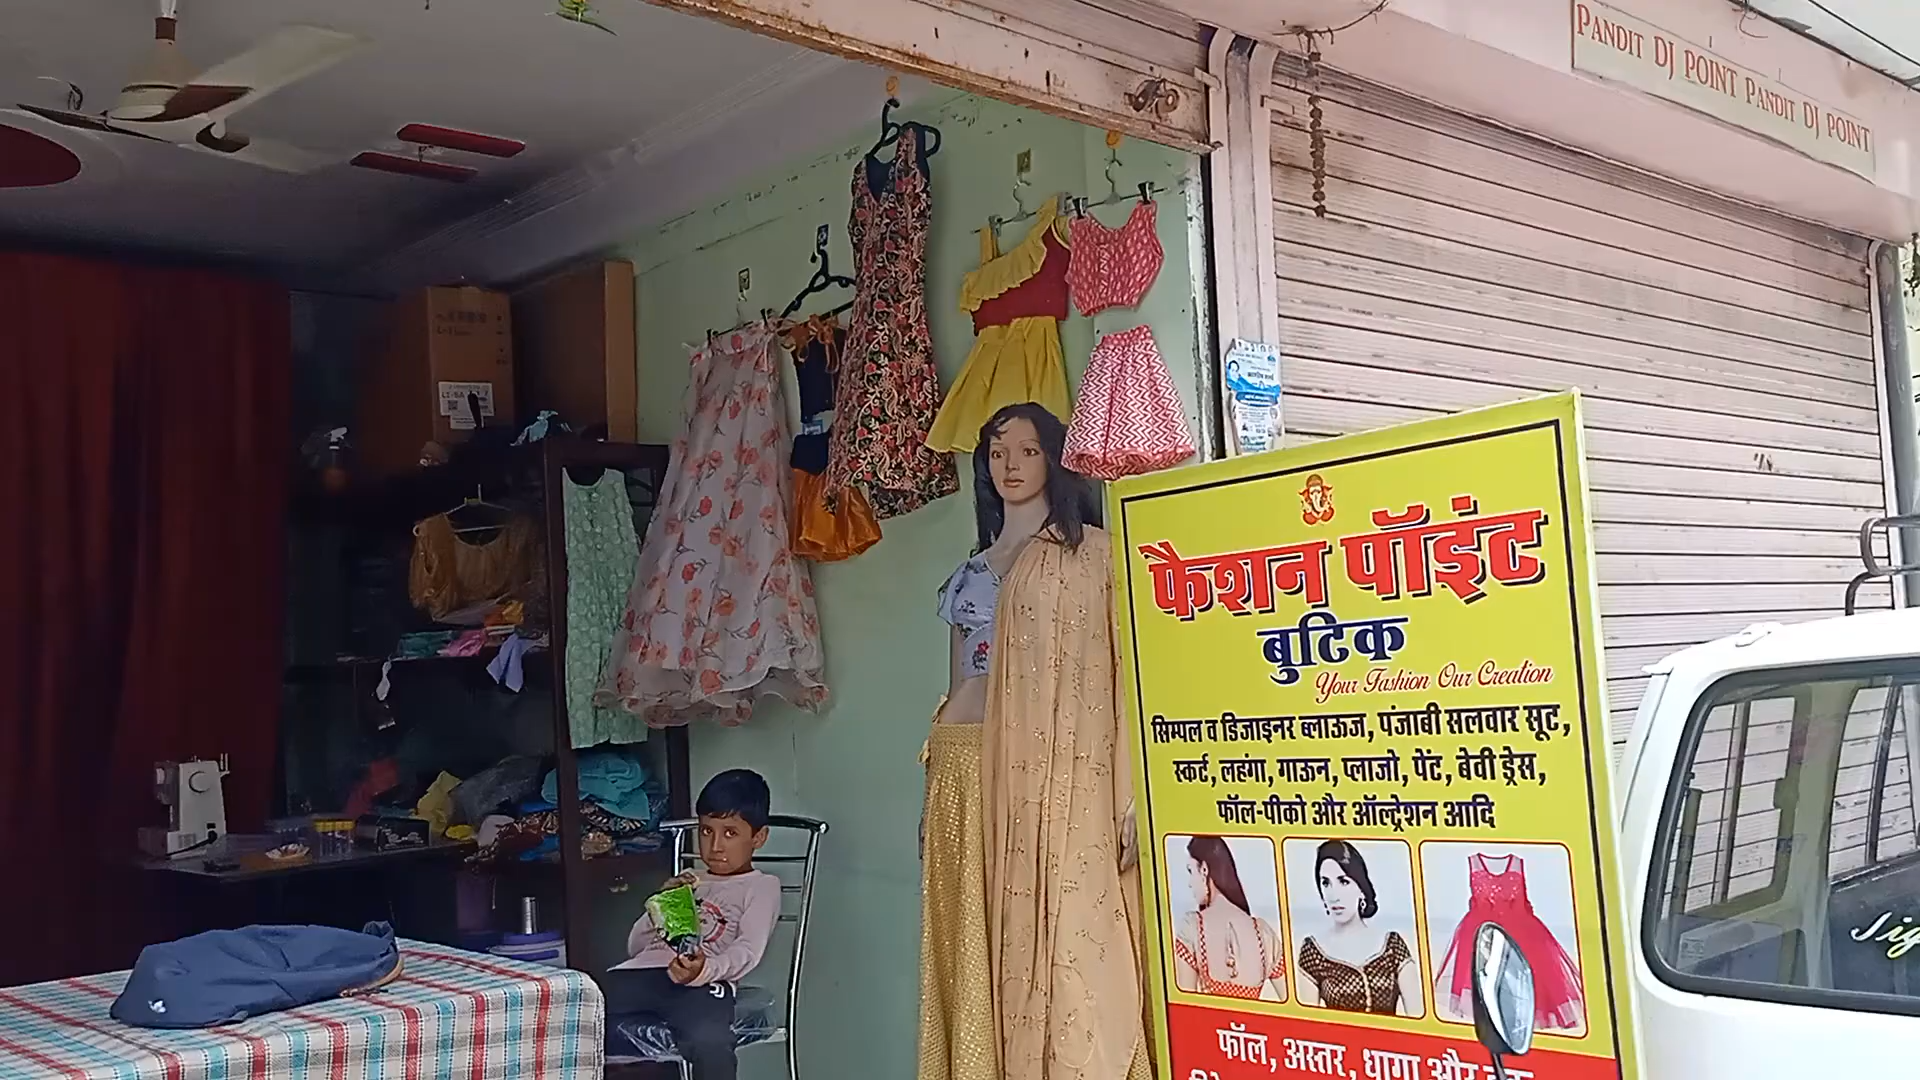 PANDIT DJ POINT PANDIT DJ POINT
फैशन पॉइंट
बुटिक
Your Fashion Our Creation
सिम्पल व डिजाइनर ब्लाऊज, पंजाबी सलवार सूट,
स्कर्ट, लहंगा, गाऊन, प्लाजो, पेंट, बेवी ड्रेस,
फॉल-पीको और ऑल्ट्रेशन आदि
फॉल, अस्तर, धागा और